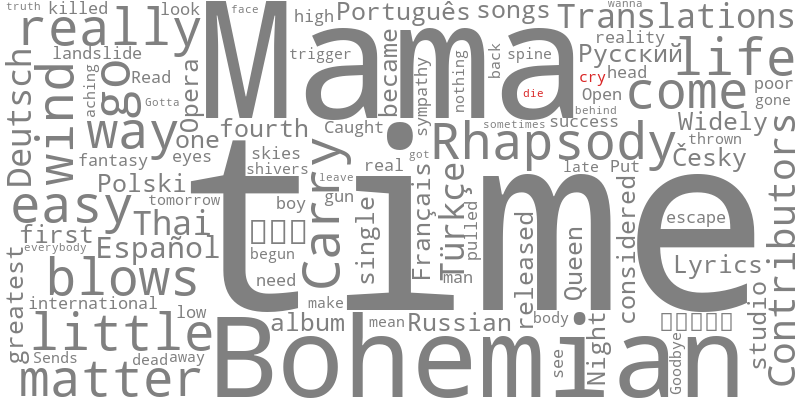 truth killed look face high Português songs wanna Translations
really
landslide
Mama
trigger
became
back
spine
reality
Русский
life
Deutsch
wind
aching
go
Read
Gotta
Opera
sympathy
nothing
cry
head
die
Open
come
poor
gone
way
one
fourth
Caught
sometimes
behind
success
Widely
fantasy
eyes
skies
shivers
Carry
real
got
Rhapsody
late
Put
thrown
Česky
Polski
tomorrow
time
leave
gun
boy
Français
Türkçe
pulled
easy
Thai
first
everybody
Español
begun
single
man
released
Queen
considered
escape
Lyrics
Contributors
greatest
blows
need
international
low
make
little
album
mean
Russian
body
Night
studio
Sends
dead
away
matter
Bohemian
see
Goodbye